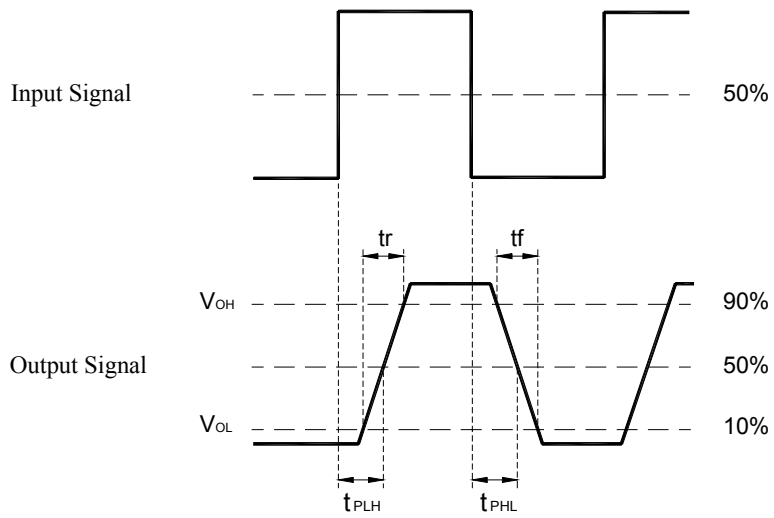 Input Signal
50%
tr
tf
VOH
90%
Output Signal
50%
VOL
10%
tPLH
tPHL